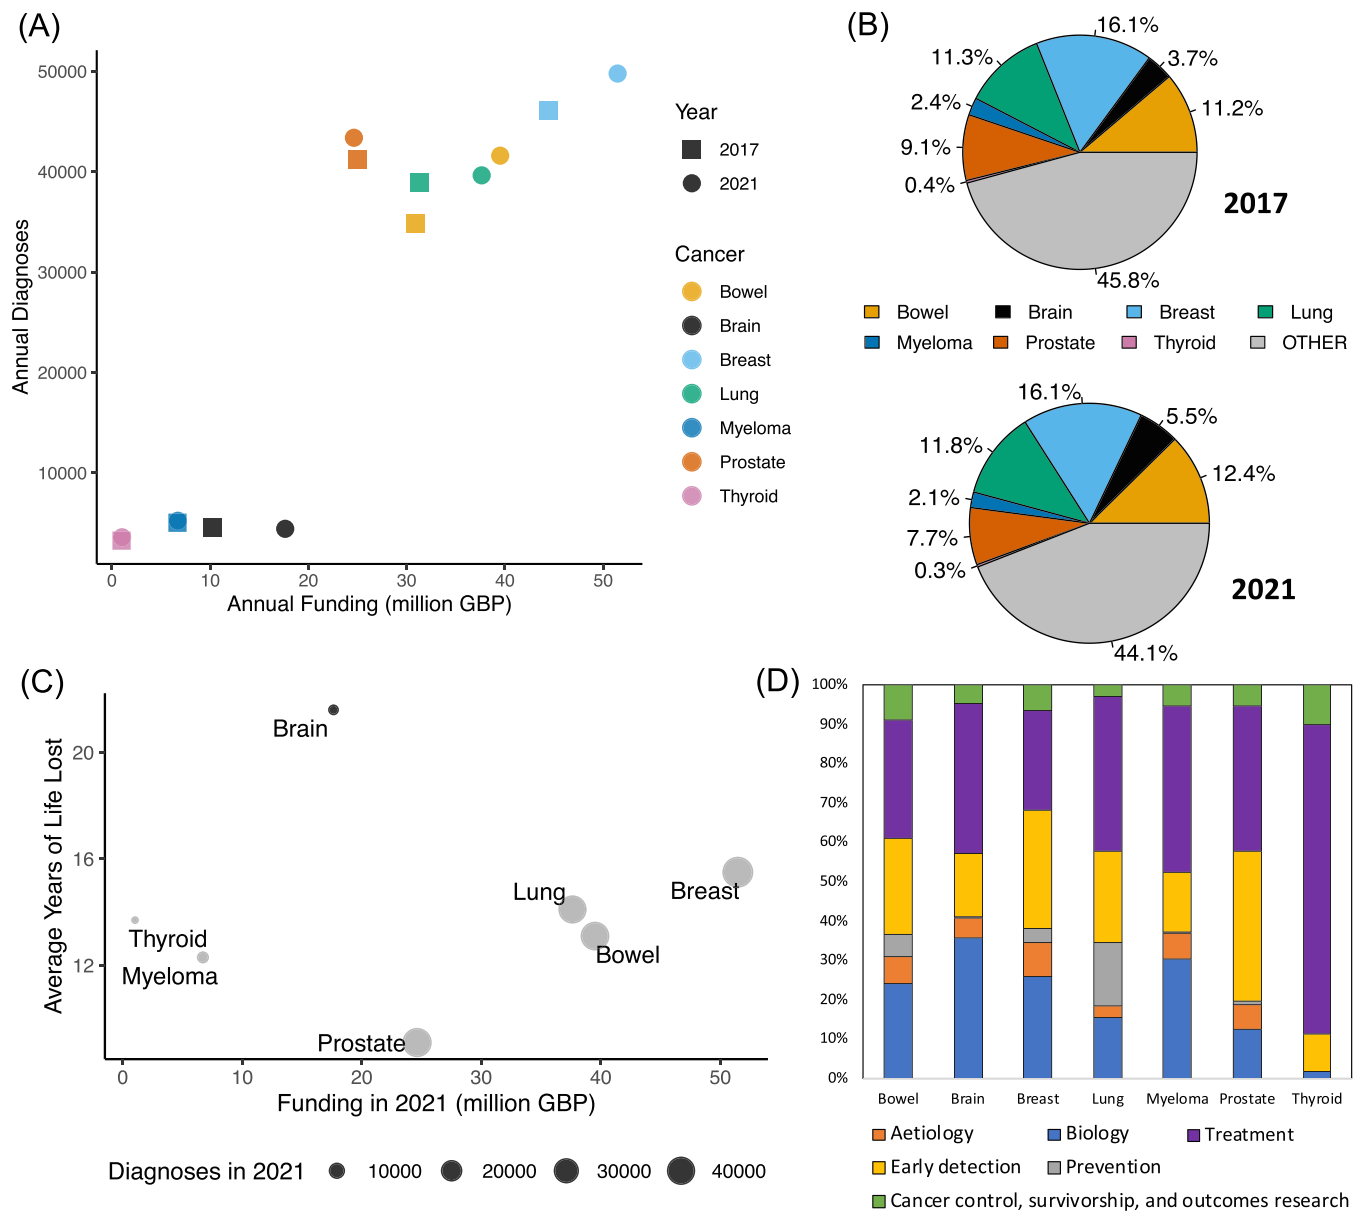 (A)
50000
40000
30000
20000
10000
Annual Diagnoses
0 10 20 30 40 50
Annual Funding (million GBP)
Year
2017
2021
Cancer
Bowel
Brain
Breast
Lung
Myeloma
Prostate
Thyroid
(B)
16.1%
3.7%
11.3%
2.4%
11.2%
9.1%
0.4%
2017
45.8%
Bowel Brain Breast Lung
Myeloma Prostate Thyroid OTHER
16.1%
5.5%
11.8%
12.4%
2.1%
7.7%
0.3%
2021
44.1%
(C)
20
16
12
Average Years of Life Lost
Brain
Lung
Breast
Thyroid
Bowel
Myeloma
Prostate
0 10 20 30 40 50
Funding in 2021 (million GBP)
Diagnoses in 2021 10000 20000 30000 40000
(D)
100%
90%
80%
70%
60%
50%
40%
30%
20%
10%
0%
Bowel Brain Breast Lung Myeloma Prostate Thyroid
Aetiology Biology Treatment
Early detection Prevention
Cancer control, survivorship, and outcomes research